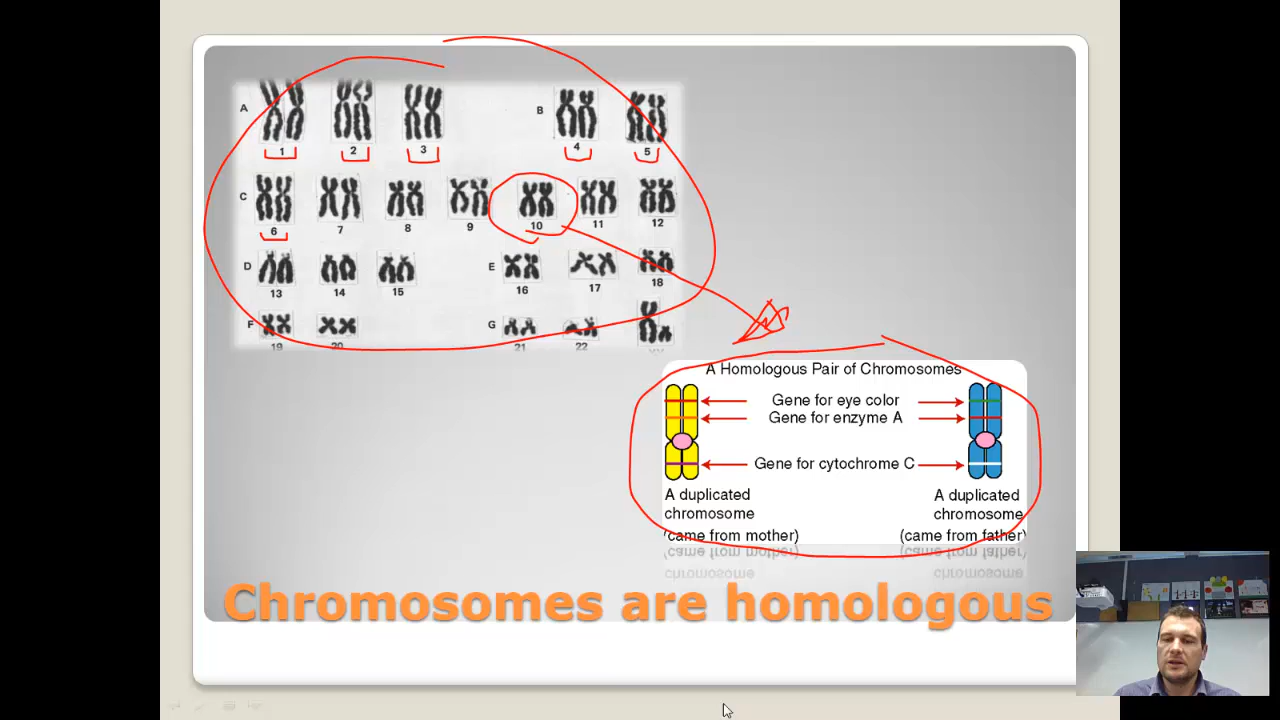 A
B
1
2
3
4
5
C
6
7
8
9
10
11
12
D
E
13
14
15
16
17
18
F
G
19
20
21
22
A Homologous Pair of Chromosomes
Gene for eye color
Gene for enzyme A
Gene for cytochrome C
A duplicated
chromosome
(came from mother)
A duplicated
chromosome
(came from father)
Chromosomes are homologous